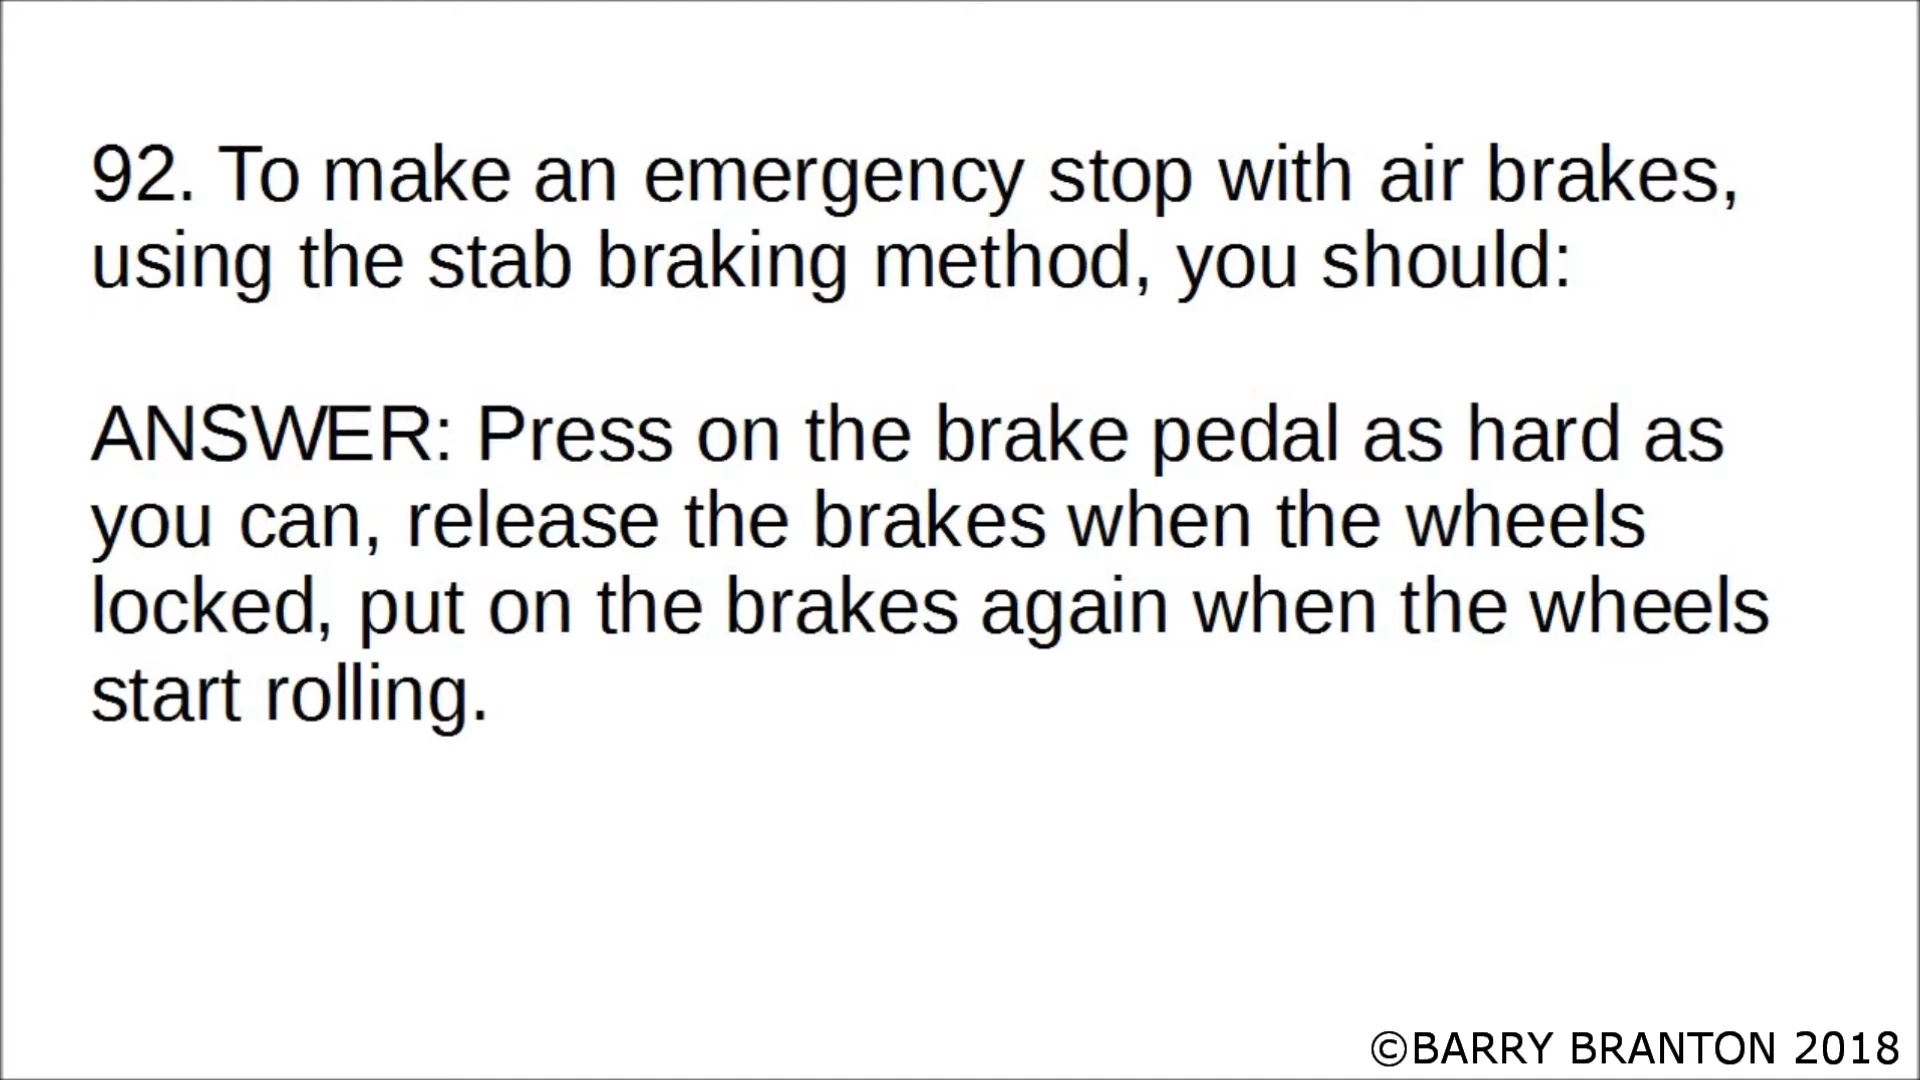 92. To make an emergency stop with air brakes,
using the stab braking method, you should:
ANSWER: Press on the brake pedal as hard as
you can, release the brakes when the wheels
locked, put on the brakes again when the wheels
start rolling.
©BARRY BRANTON 2018